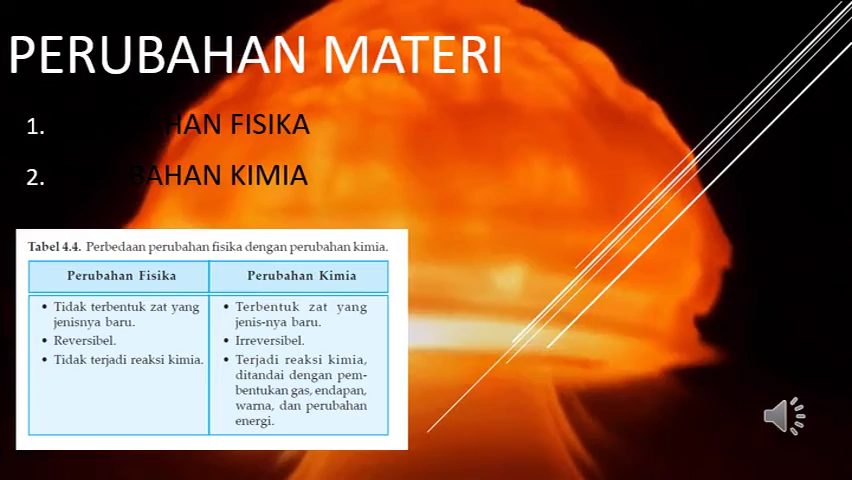 PERUBAHAN MATERI
1. PERUBAHAN FISIKA
2. PERUBAHAN KIMIA
Tabel 4.4. Perbedaan perubahan fisika dengan perubahan kimia.
Perubahan Fisika
Perubahan Kimia
• Tidak terbentuk zat yang
jenisnya baru.
• Reversibel.
• Tidak terjadi reaksi kimia.
• Terbentuk zat yang
jenis-nya baru.
• Irreversibel.
• Terjadi reaksi kimia,
ditandai dengan pem-
bentukan gas, endapan,
warna, dan perubahan
energi.